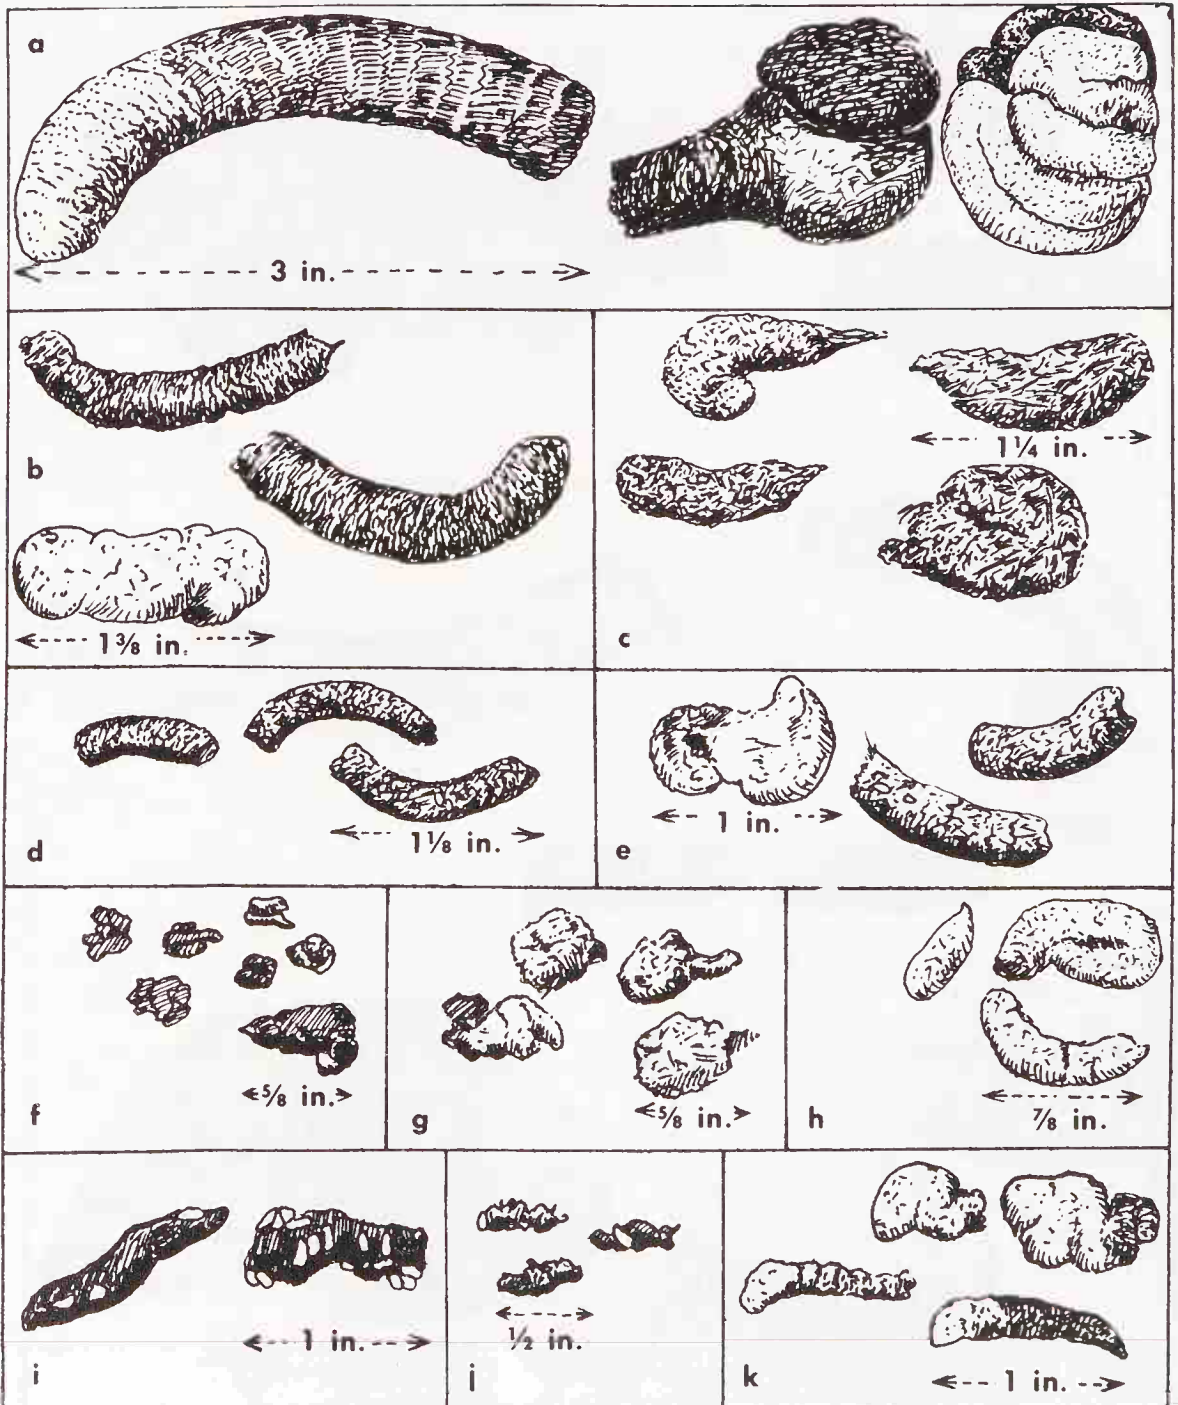 a
3 in.
b
1⅜ in.
1¼ in.
c
d
1⅛ in.
1 in.
e
f
⅝ in.
g
⅝ in.
h
⅞ in.
i
1 in.
j
½ in.
k
1 in.